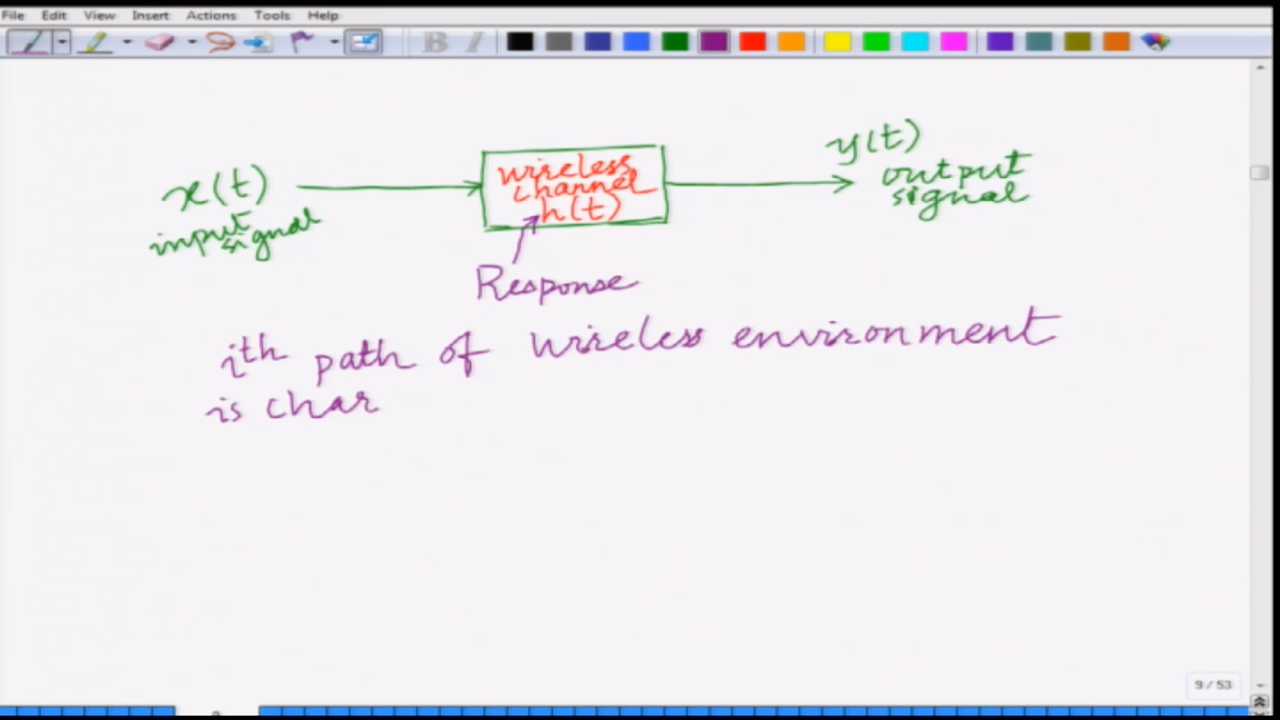 File Edit View Insert Actions Tools Help
B I
x(t)
input
signal
wireless
channel
h(t)
y(t)
output
signal
Response
ith path of wireless environment
is char
9 / 53